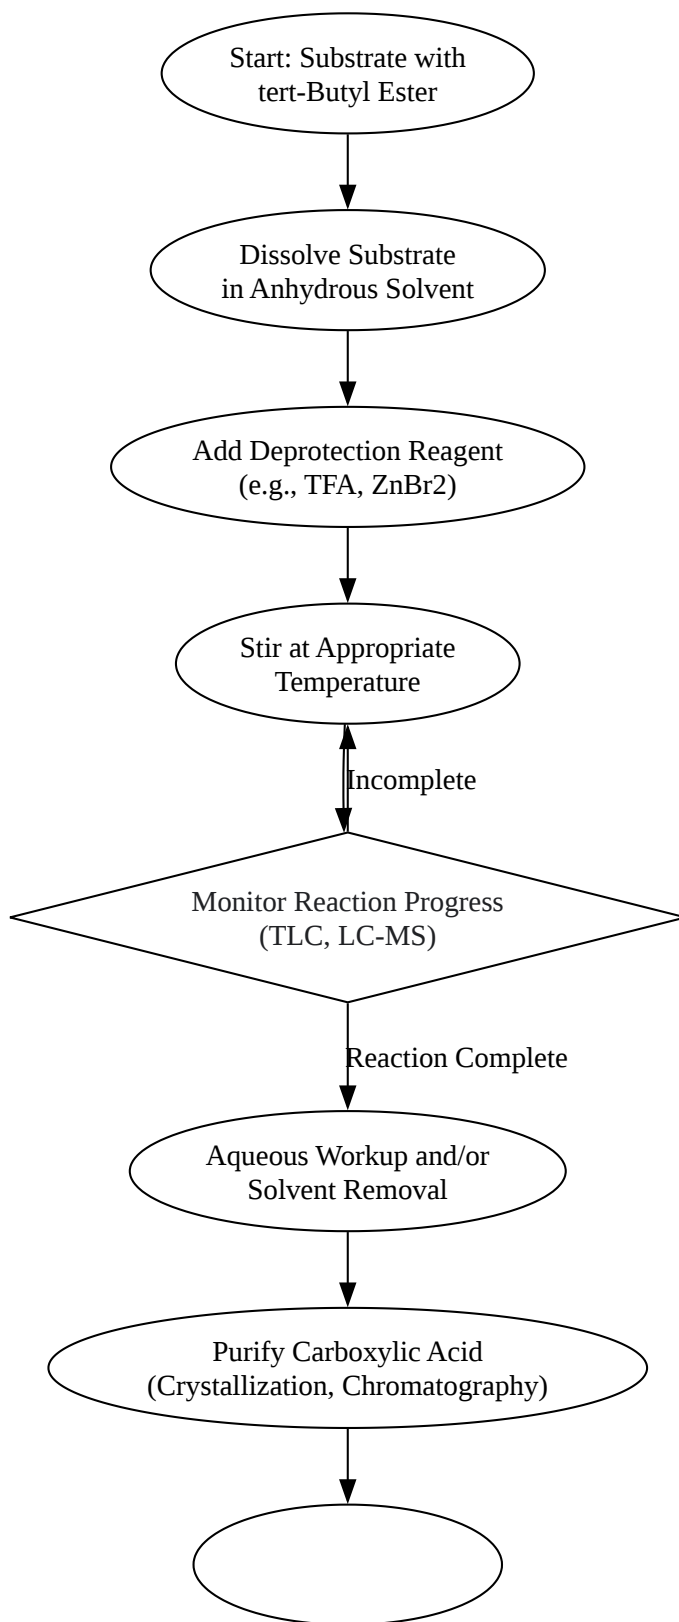 Start: Substrate with
tert-Butyl Ester
Dissolve Substrate
in Anhydrous Solvent
Add Deprotection Reagent
(e.g., TFA, ZnBr2)
Stir at Appropriate
Temperature
Incomplete
Monitor Reaction Progress
(TLC, LC-MS)
Reaction Complete
Aqueous Workup and/or
Solvent Removal
Purify Carboxylic Acid
(Crystallization, Chromatography)